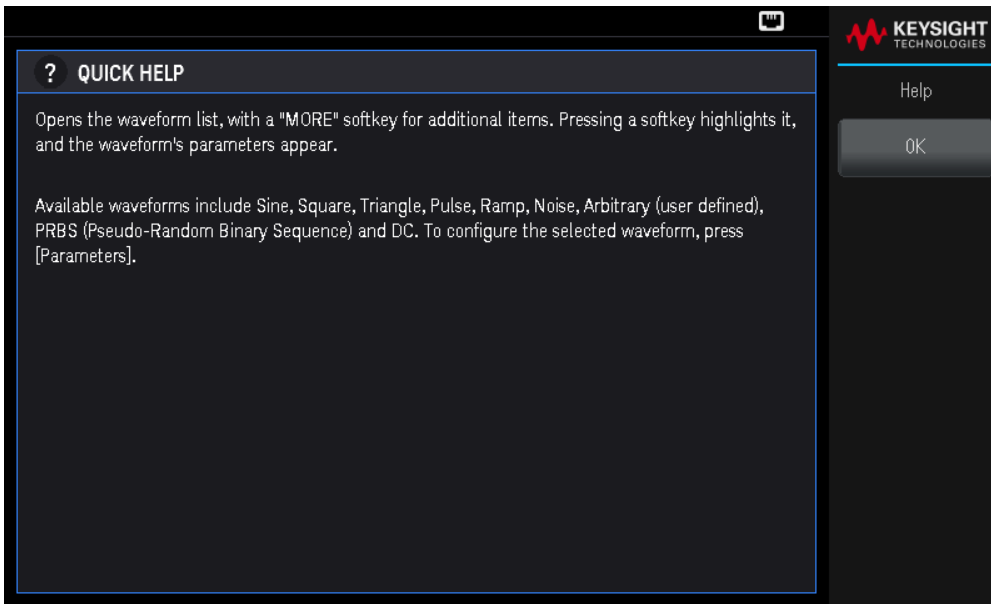 KEYSIGHT
TECHNOLOGIES
? QUICK HELP
Help
Opens the waveform list, with a "MORE" softkey for additional items. Pressing a softkey highlights it,
and the waveform's parameters appear.
OK
Available waveforms include Sine, Square, Triangle, Pulse, Ramp, Noise, Arbitrary (user defined),
PRBS (Pseudo-Random Binary Sequence) and DC. To configure the selected waveform, press
[Parameters].